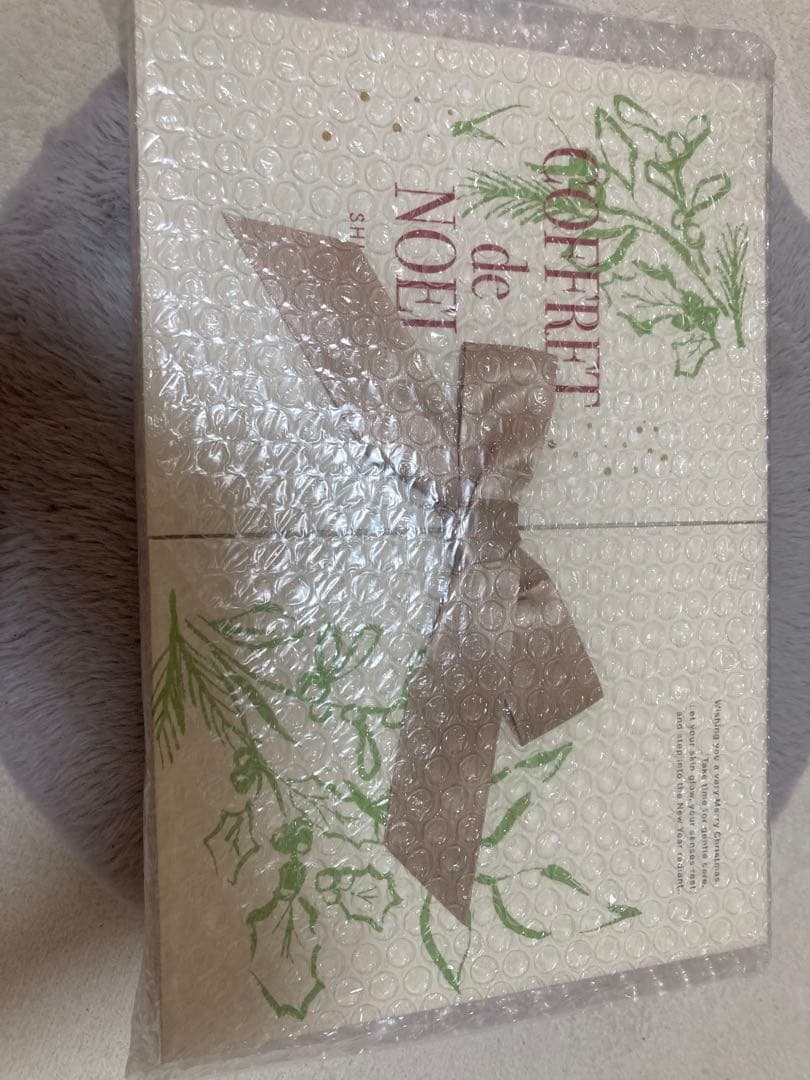 COFFRET
de
NOEL
SH
Wishing you a very Merry Christmas.
Take time for gentle care,
Let your skin glow, your senses rest,
and step into the New Year radiant.